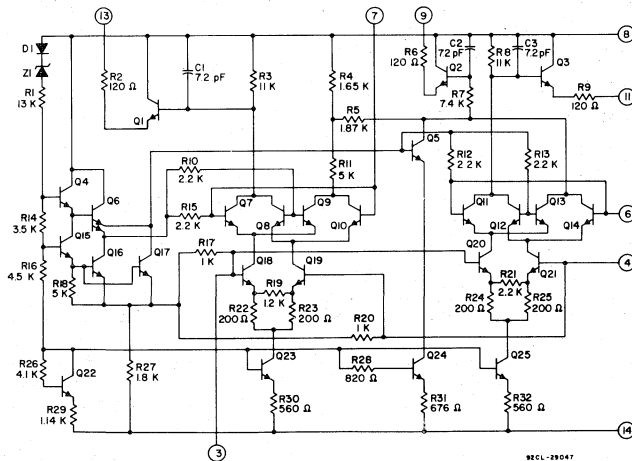 13
7
9
8
D1
Z1
R1
13 K
R2
120 Ω
C1
7.2 pF
R3
11 K
R4
1.65 K
R6
120 Ω
C2
7.2 pF
Q2
R8
11 K
C3
7.2 pF
Q3
R7
7.4 K
R9
120 Ω
11
Q1
R5
1.87 K
Q5
R10
2.2 K
R11
5 K
R12
2.2 K
R13
2.2 K
Q4
Q6
R15
2.2 K
Q7
Q8
Q9
Q10
Q11
Q12
Q13
Q14
6
R14
3.5 K
Q15
Q16
Q17
R17
1 K
Q18
Q19
Q20
Q21
4
R16
4.5 K
R18
5 K
R19
1.2 K
R22
200 Ω
R23
200 Ω
R20
1 K
R21
2.2 K
R24
200 Ω
R25
200 Ω
R26
4.1 K
Q22
R27
1.8 K
Q23
R28
820 Ω
Q24
Q25
R29
1.14 K
R30
560 Ω
R31
676 Ω
R32
560 Ω
14
3
92CL-29047